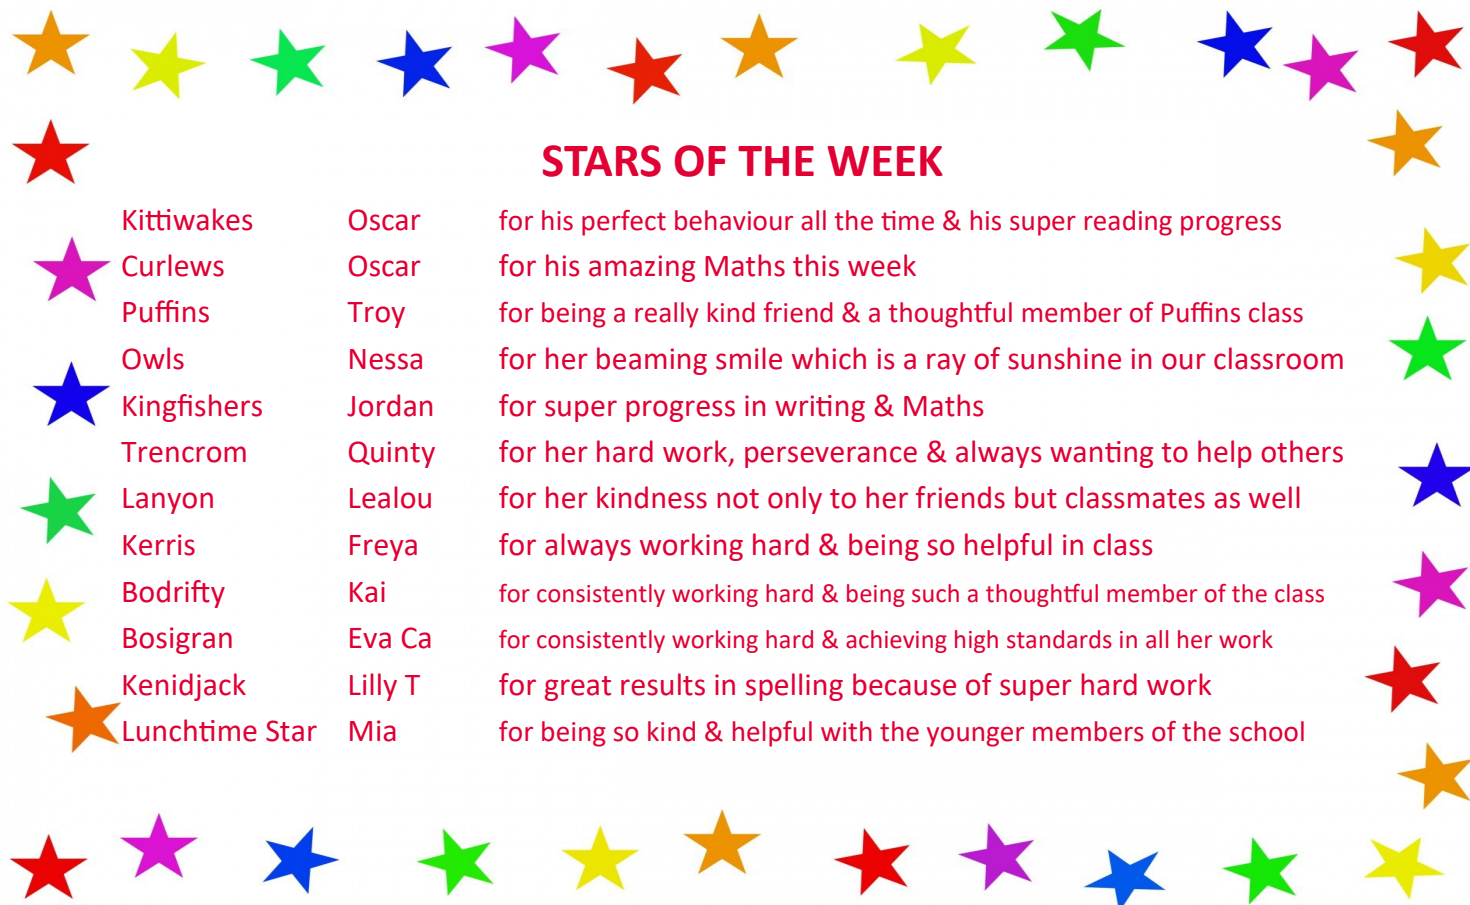 STARS OF THE WEEK
Kittiwakes Oscar for his perfect behaviour all the time & his super reading progress
Curlews Oscar for his amazing Maths this week
Puffins Troy for being a really kind friend & a thoughtful member of Puffins class
Owls Nessa for her beaming smile which is a ray of sunshine in our classroom
Kingfishers Jordan for super progress in writing & Maths
Trencrom Quinty for her hard work, perseverance & always wanting to help others
Lanyon Lealou for her kindness not only to her friends but classmates as well
Kerris Freya for always working hard & being so helpful in class
Bodrifty Kai for consistently working hard & being such a thoughtful member of the class
Bosigran Eva Ca for consistently working hard & achieving high standards in all her work
Kenidjack Lilly T for great results in spelling because of super hard work
Lunchtime Star Mia for being so kind & helpful with the younger members of the school